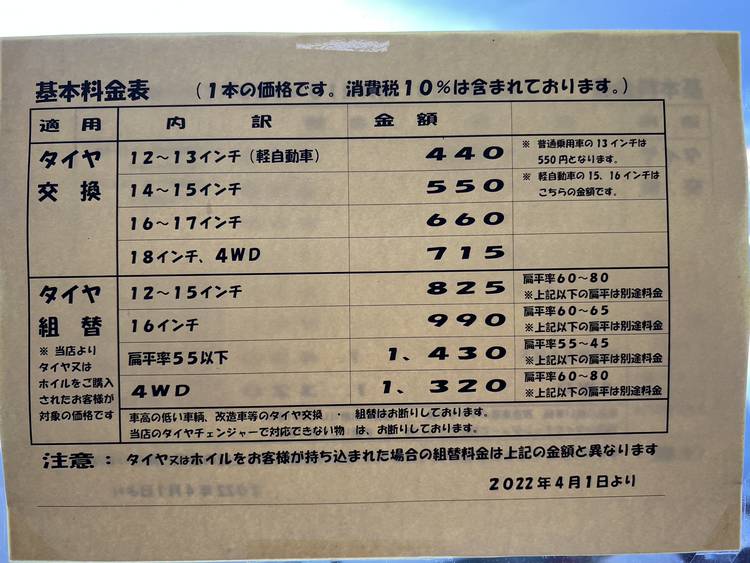 基本料金表 （1本の価格です。消費税10％は含まれております。）
適用 内訳 金額
タイヤ交換 12～13インチ（軽自動車） 440 ※ 普通乗用車の13インチは
550円となります。
14～15インチ 550 ※ 軽自動車の15、16インチは
こちらの金額です。
16～17インチ 660
18インチ、4WD 715
タイヤ組替 12～15インチ 825 扁平率60～80
※上記以下の扁平は別途料金
16インチ 990 扁平率60～65
※上記以下の扁平は別途料金
※ 当店より
タイヤ又は
ホイルをご購入
されたお客様が
対象の価格です
扁平率55以下 1、430 扁平率55～45
※上記以下の扁平は別途料金
4WD 1、320 扁平率60～80
※上記以下の扁平は別途料金
車高の低い車輌、改造車等のタイヤ交換 ・ 組替はお断りしております。
当店のタイヤチェンジャーで対応できない物 は、お断りしております。
注意： タイヤ又はホイルをお客様が持ち込まれた場合の組替料金は上記の金額と異なります
2022年4月1日より